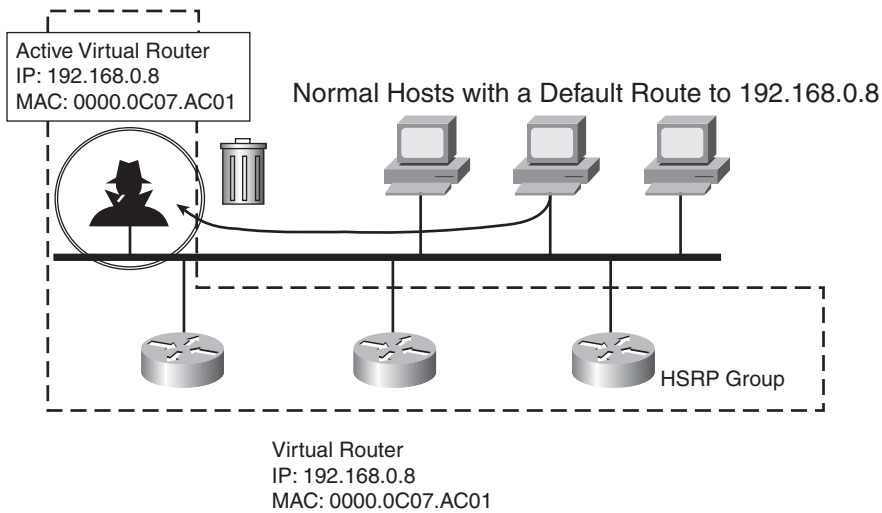 Active Virtual Router
IP: 192.168.0.8
MAC: 0000.0C07.AC01
Normal Hosts with a Default Route to 192.168.0.8
HSRP Group
Virtual Router
IP: 192.168.0.8
MAC: 0000.0C07.AC01